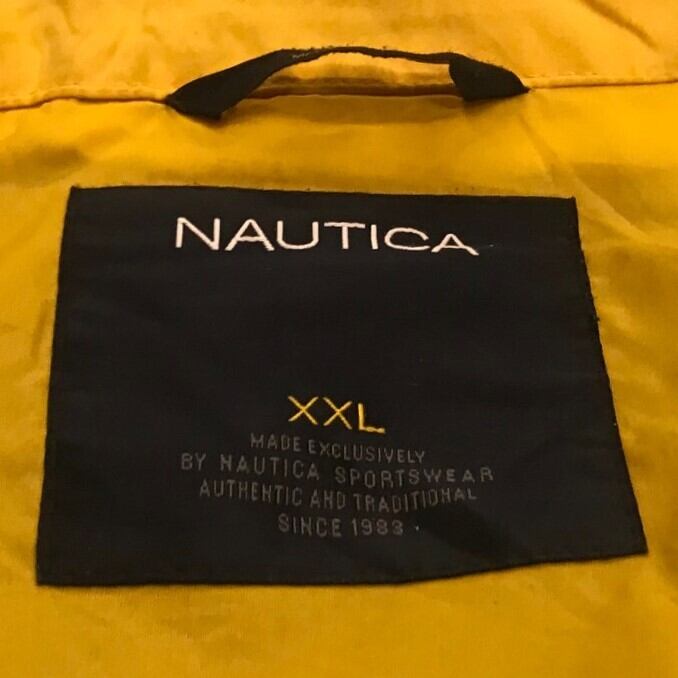 NAUTICA
XXL
MADE EXCLUSIVELY
BY NAUTICA SPORTSWEAR
AUTHENTIC AND TRADITIONAL
SINCE 1983